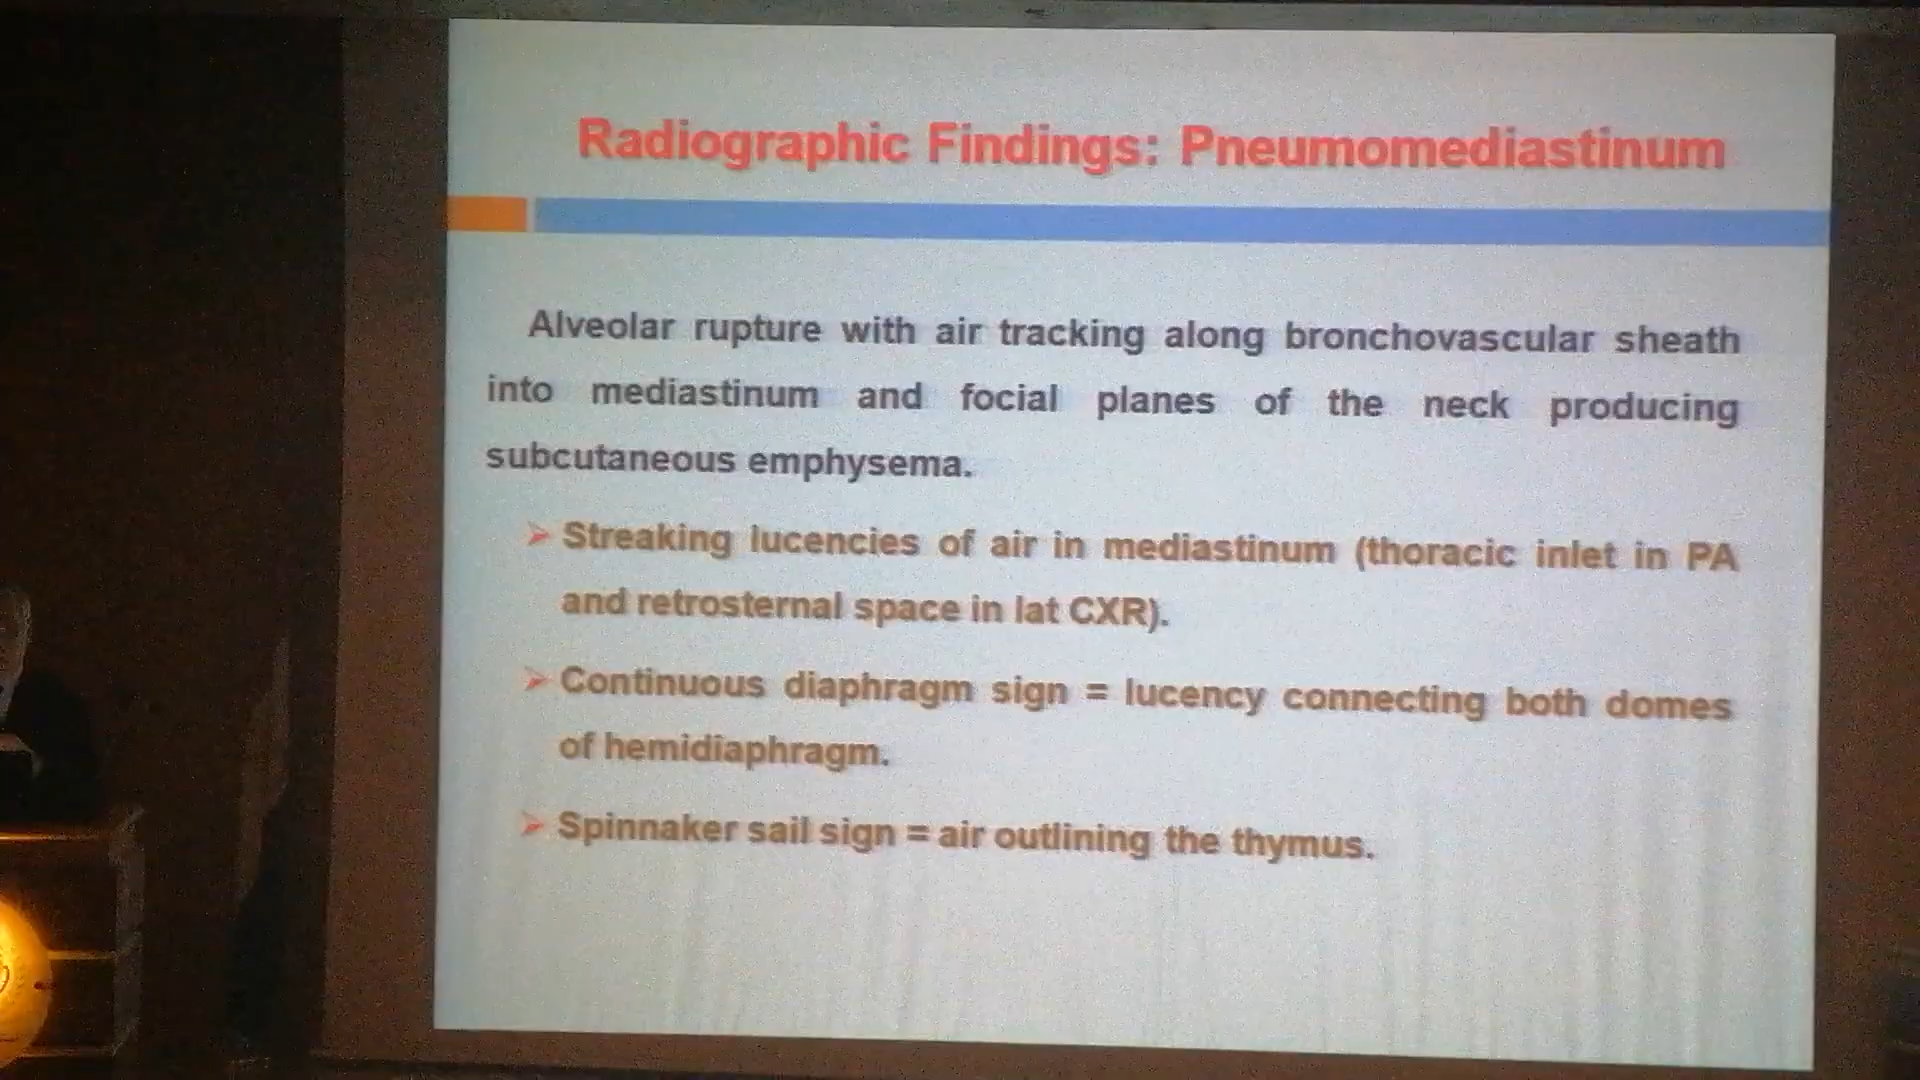 Radiographic Findings: Pneumomediastinum
Alveolar rupture with air tracking along bronchovascular sheath
into mediastinum and focial planes of the neck producing
subcutaneous emphysema.
Streaking lucencies of air in mediastinum (thoracic inlet in PA
and retrosternal space in lat CXR).
Continuous diaphragm sign = lucency connecting both domes
of hemidiaphragm.
Spinnaker sail sign = air outlining the thymus.